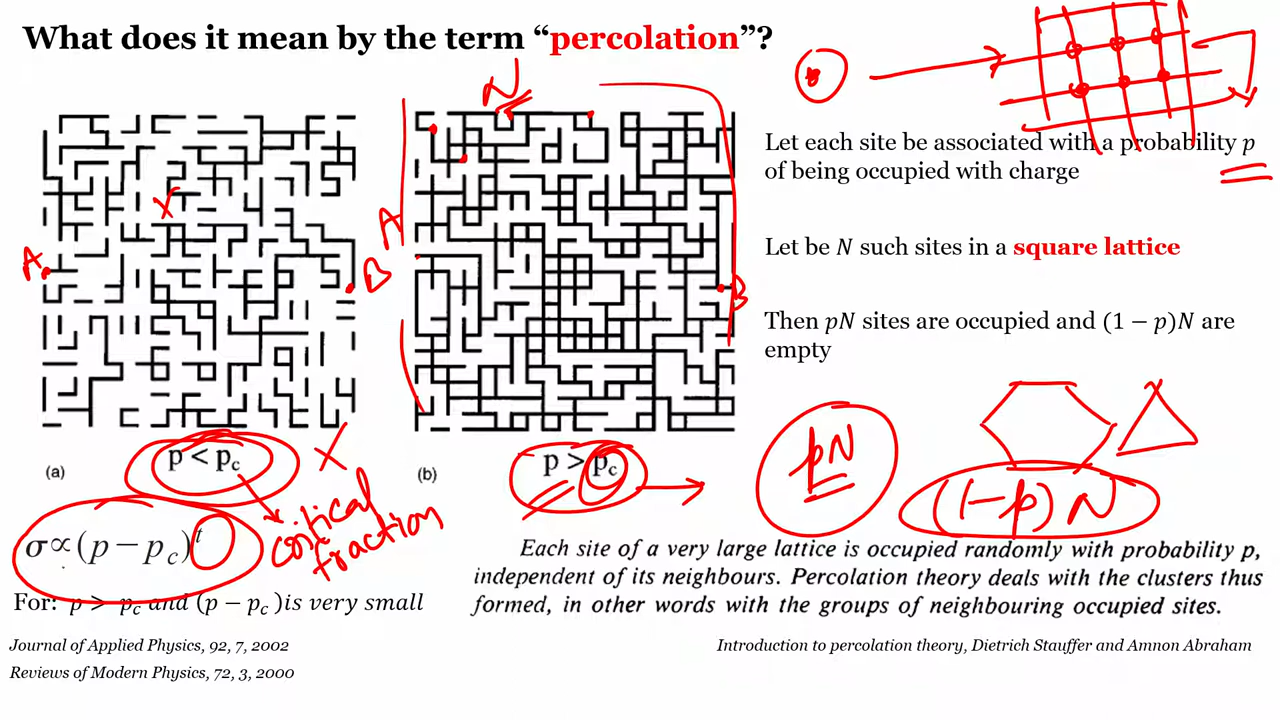 What does it mean by the term “percolation”?
N
A
B
A
B
Let each site be associated with a probability p
of being occupied with charge
Let be N such sites in a square lattice
Then pN sites are occupied and (1 − p)N are
empty
p < pc
(a)
p > pc
(b)
critical
fraction
pN
(1-p) N
σ∝(p−pc)^t
For: p > pc and (p − pc )is very small
Each site of a very large lattice is occupied randomly with probability p,
independent of its neighbours. Percolation theory deals with the clusters thus
formed, in other words with the groups of neighbouring occupied sites.
Journal of Applied Physics, 92, 7, 2002
Reviews of Modern Physics, 72, 3, 2000
Introduction to percolation theory, Dietrich Stauffer and Amnon Abraham